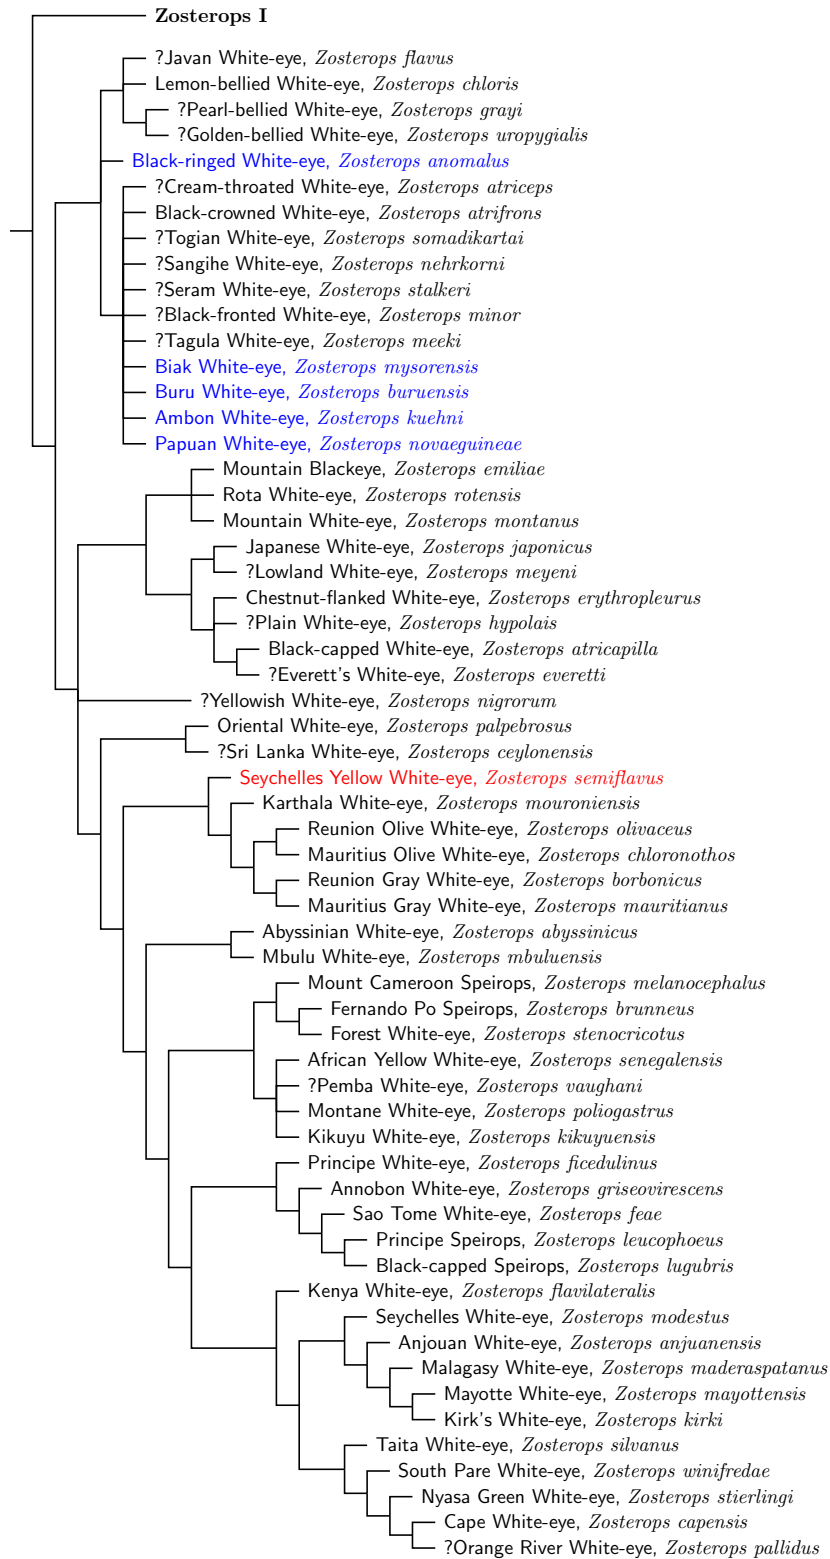 Zosterops I
?Javan White-eye, Zosterops flavus
Lemon-bellied White-eye, Zosterops chloris
?Pearl-bellied White-eye, Zosterops grayi
?Golden-bellied White-eye, Zosterops uropygialis
Black-ringed White-eye, Zosterops anomalus
?Cream-throated White-eye, Zosterops atriceps
Black-crowned White-eye, Zosterops atrifrons
?Togian White-eye, Zosterops somadikartai
?Sangihe White-eye, Zosterops nehrkorni
?Seram White-eye, Zosterops stalkeri
?Black-fronted White-eye, Zosterops minor
?Tagula White-eye, Zosterops meeki
Biak White-eye, Zosterops mysorensis
Buru White-eye, Zosterops buruensis
Ambon White-eye, Zosterops kuehni
Papuan White-eye, Zosterops novaeguineae
Mountain Blackeye, Zosterops emiliae
Rota White-eye, Zosterops rotensis
Mountain White-eye, Zosterops montanus
Japanese White-eye, Zosterops japonicus
?Lowland White-eye, Zosterops meyeni
Chestnut-flanked White-eye, Zosterops erythropleurus
?Plain White-eye, Zosterops hypolais
Black-capped White-eye, Zosterops atricapilla
?Everett's White-eye, Zosterops everetti
?Yellowish White-eye, Zosterops nigrorum
Oriental White-eye, Zosterops palpebrosus
?Sri Lanka White-eye, Zosterops ceylonensis
Seychelles Yellow White-eye, Zosterops semiflavus
Karthala White-eye, Zosterops mouroniensis
Reunion Olive White-eye, Zosterops olivaceus
Mauritius Olive White-eye, Zosterops chloronothos
Reunion Gray White-eye, Zosterops borbonicus
Mauritius Gray White-eye, Zosterops mauritianus
Abyssinian White-eye, Zosterops abyssinicus
Mbulu White-eye, Zosterops mbuluensis
Mount Cameroon Speirops, Zosterops melanocephalus
Fernando Po Speirops, Zosterops brunneus
Forest White-eye, Zosterops stenocricotus
African Yellow White-eye, Zosterops senegalensis
?Pemba White-eye, Zosterops vaughani
Montane White-eye, Zosterops poliogastrus
Kikuyu White-eye, Zosterops kikuyuensis
Principe White-eye, Zosterops ficedulinus
Annobon White-eye, Zosterops griseovirescens
Sao Tome White-eye, Zosterops feae
Principe Speirops, Zosterops leucophoeus
Black-capped Speirops, Zosterops lugubris
Kenya White-eye, Zosterops flavilateralis
Seychelles White-eye, Zosterops modestus
Anjouan White-eye, Zosterops anjuanensis
Malagasy White-eye, Zosterops maderaspatanus
Mayotte White-eye, Zosterops mayottensis
Kirk's White-eye, Zosterops kirki
Taita White-eye, Zosterops silvanus
South Pare White-eye, Zosterops winifredae
Nyasa Green White-eye, Zosterops stierlingi
Cape White-eye, Zosterops capensis
?Orange River White-eye, Zosterops pallidus